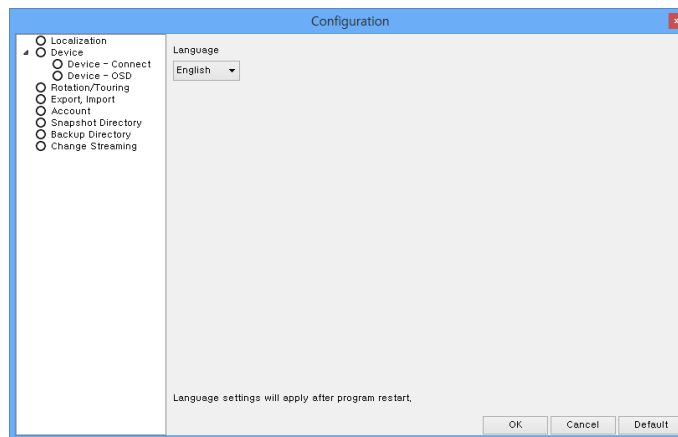 Configuration
x
Localization
Device
Device - Connect
Device - OSD
Rotation/Touring
Export, Import
Account
Snapshot Directory
Backup Directory
Change Streaming
Language
English
Language settings will apply after program restart,
OK
Cancel
Default